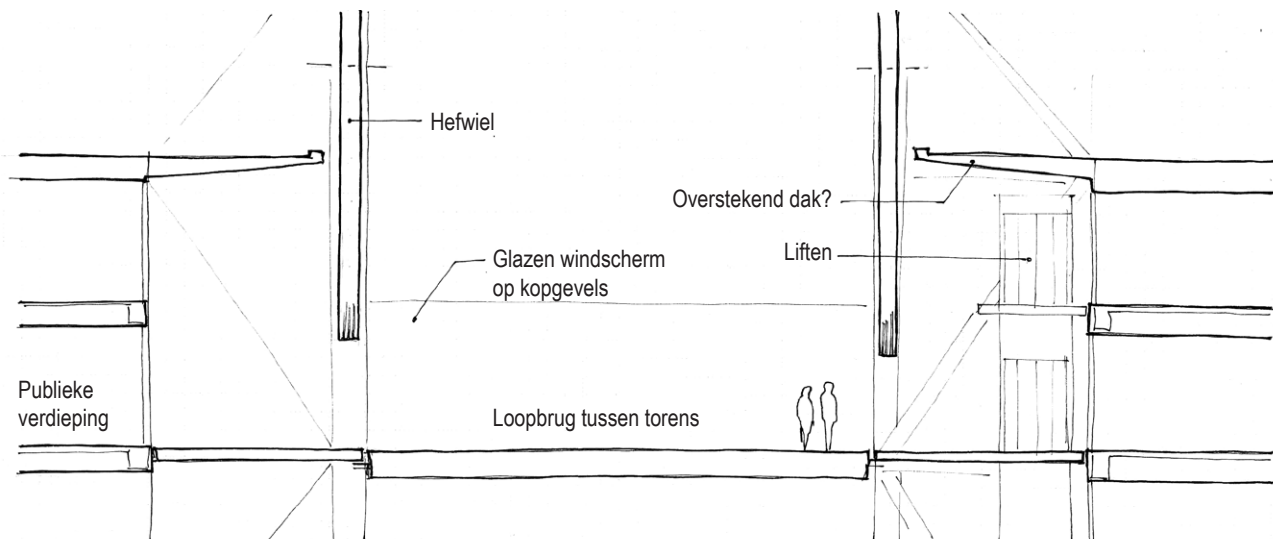 Hefwiel
Overstekend dak?
Liften
Glazen windscherm
op kopgevels
Publieke
verdieping
Loopbrug tussen torens